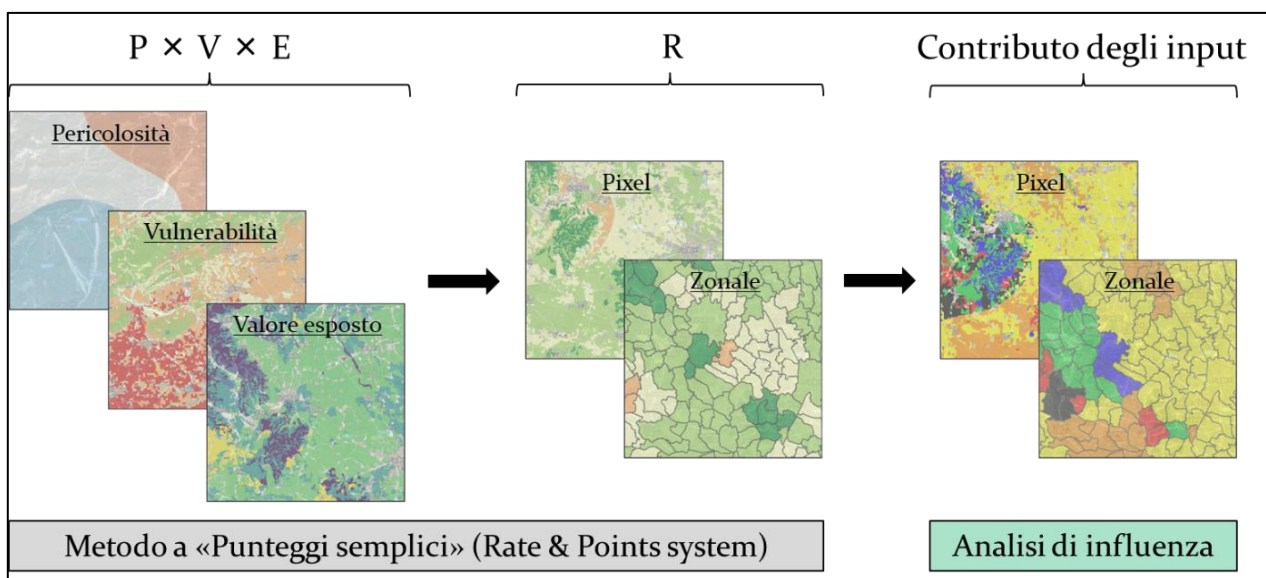 P × V × E
R
Contributo degli input
Pericolosità
Vulnerabilità
Valore esposto
Pixel
Zonale
Pixel
Zonale
Metodo a «Punteggi semplici» (Rate & Points system)
Analisi di influenza